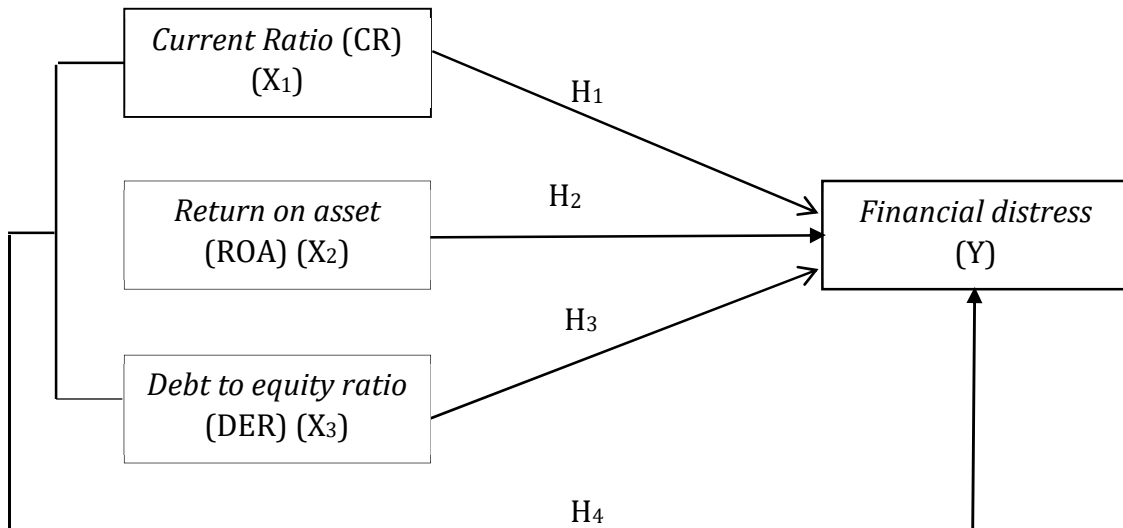 Current Ratio (CR)
(X1)
H1
Return on asset
(ROA) (X2)
H2
Financial distress
(Y)
Debt to equity ratio
(DER) (X3)
H3
H4